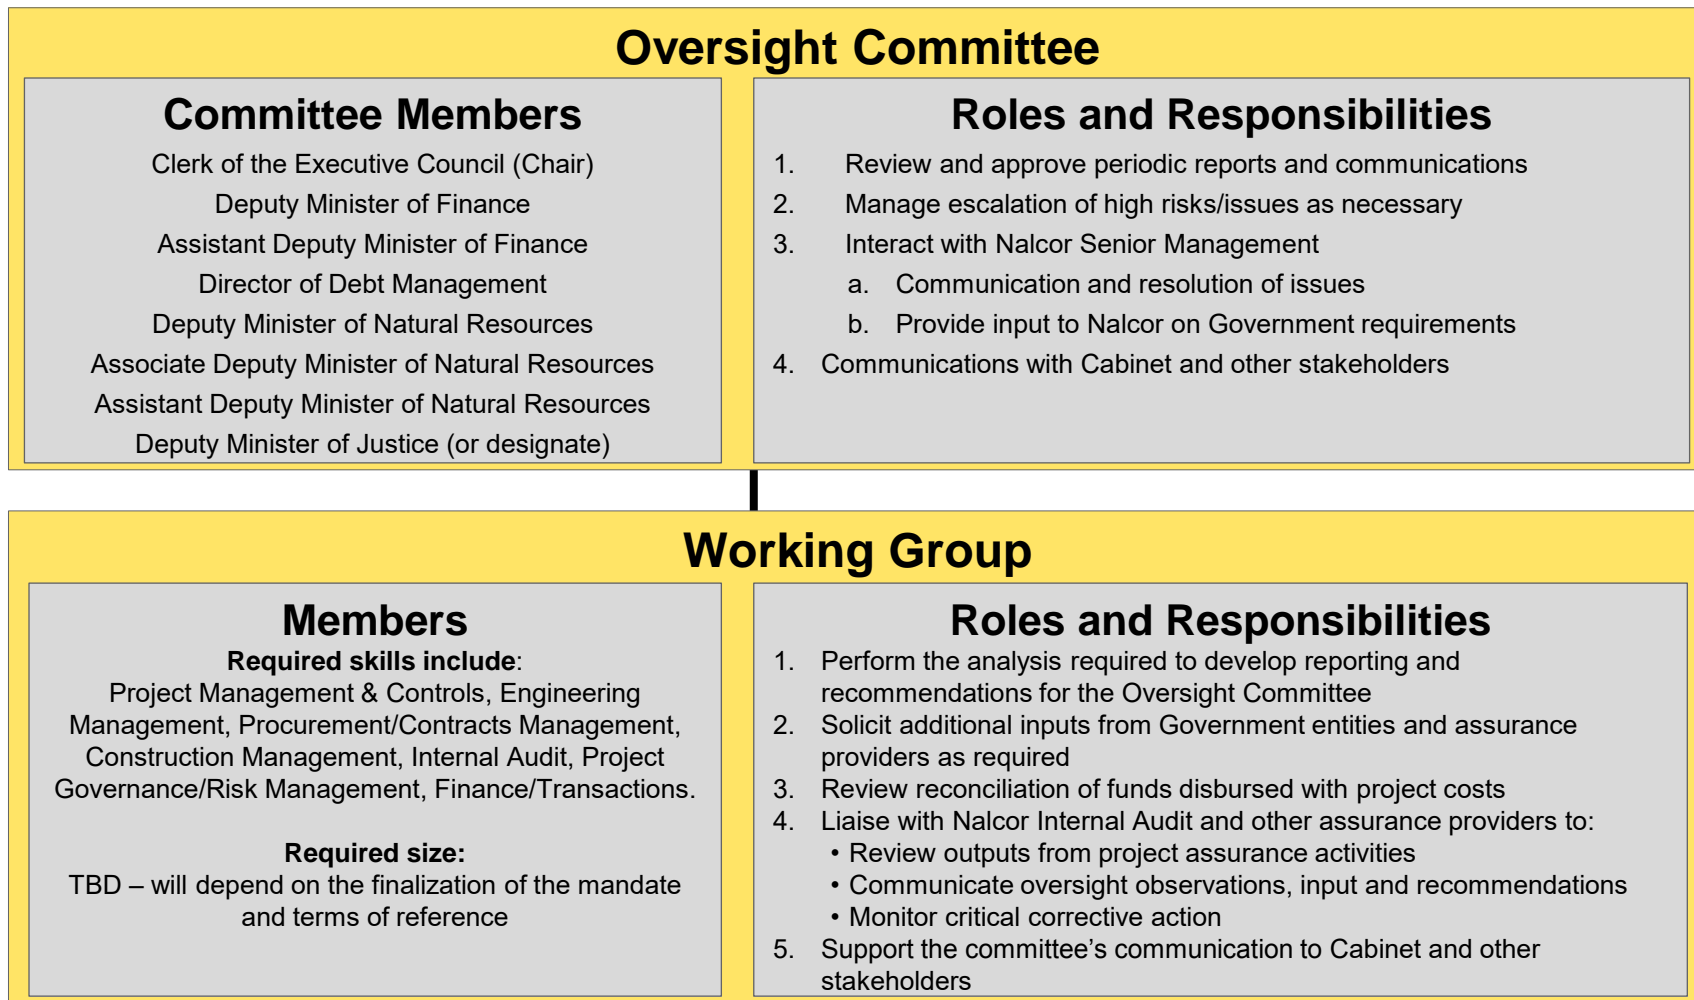 Oversight Committee
Committee Members
Clerk of the Executive Council (Chair)
Deputy Minister of Finance
Assistant Deputy Minister of Finance
Director of Debt Management
Deputy Minister of Natural Resources
Associate Deputy Minister of Natural Resources
Assistant Deputy Minister of Natural Resources
Deputy Minister of Justice (or designate)
Roles and Responsibilities
1. Review and approve periodic reports and communications
2. Manage escalation of high risks/issues as necessary
3. Interact with Nalcor Senior Management
a. Communication and resolution of issues
b. Provide input to Nalcor on Government requirements
4. Communications with Cabinet and other stakeholders
Working Group
Members
Required skills include:
Project Management & Controls, Engineering
Management, Procurement/Contracts Management,
Construction Management, Internal Audit, Project
Governance/Risk Management, Finance/Transactions.
Required size:
TBD – will depend on the finalization of the mandate
and terms of reference
Roles and Responsibilities
1. Perform the analysis required to develop reporting and
recommendations for the Oversight Committee
2. Solicit additional inputs from Government entities and assurance
providers as required
3. Review reconciliation of funds disbursed with project costs
4. Liaise with Nalcor Internal Audit and other assurance providers to:
• Review outputs from project assurance activities
• Communicate oversight observations, input and recommendations
• Monitor critical corrective action
5. Support the committee's communication to Cabinet and other
stakeholders